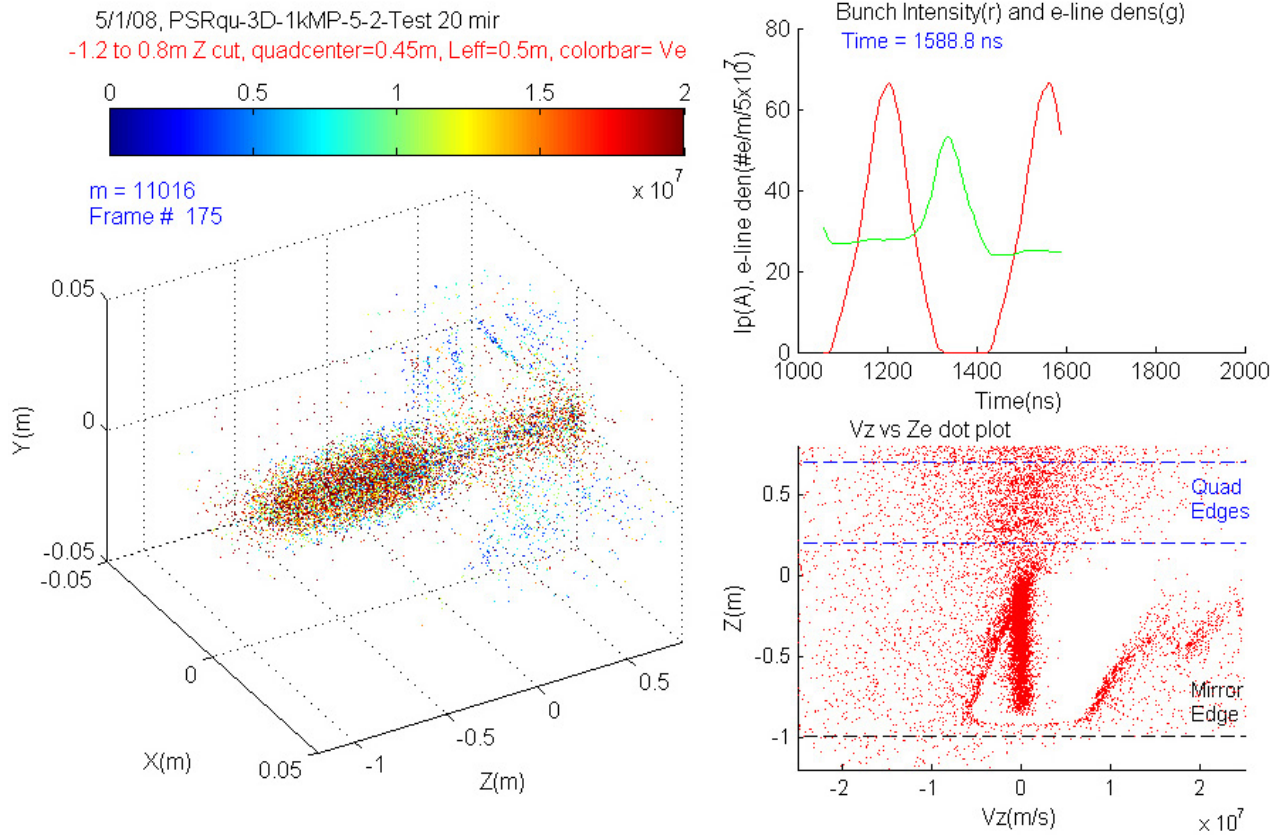 5/1/08, PSRqu-3D-1kMP-5-2-Test 20 mir
-1.2 to 0.8m Z cut, quadcenter=0.45m, Leff=0.5m, colorbar= Ve
0 0.5 1 1.5 2
x 10^7
m = 11016
Frame # 175
0.05
0
-0.05
Y(m)
-0.05
0
0.05
X(m)
-1
-0.5
0
0.5
Z(m)
Bunch Intensity(r) and e-line dens(g)
Time = 1588.8 ns
80
60
40
20
0
Ip(A), e-line den(#e/m/5x10^7)
1000 1200 1400 1600 1800 2000
Time(ns)
Vz vs Ze dot plot
Quad
Edges
Mirror
Edge
0.5
0
-0.5
-1
Z(m)
-2 -1 0 1 2
Vz(m/s)
x 10^7